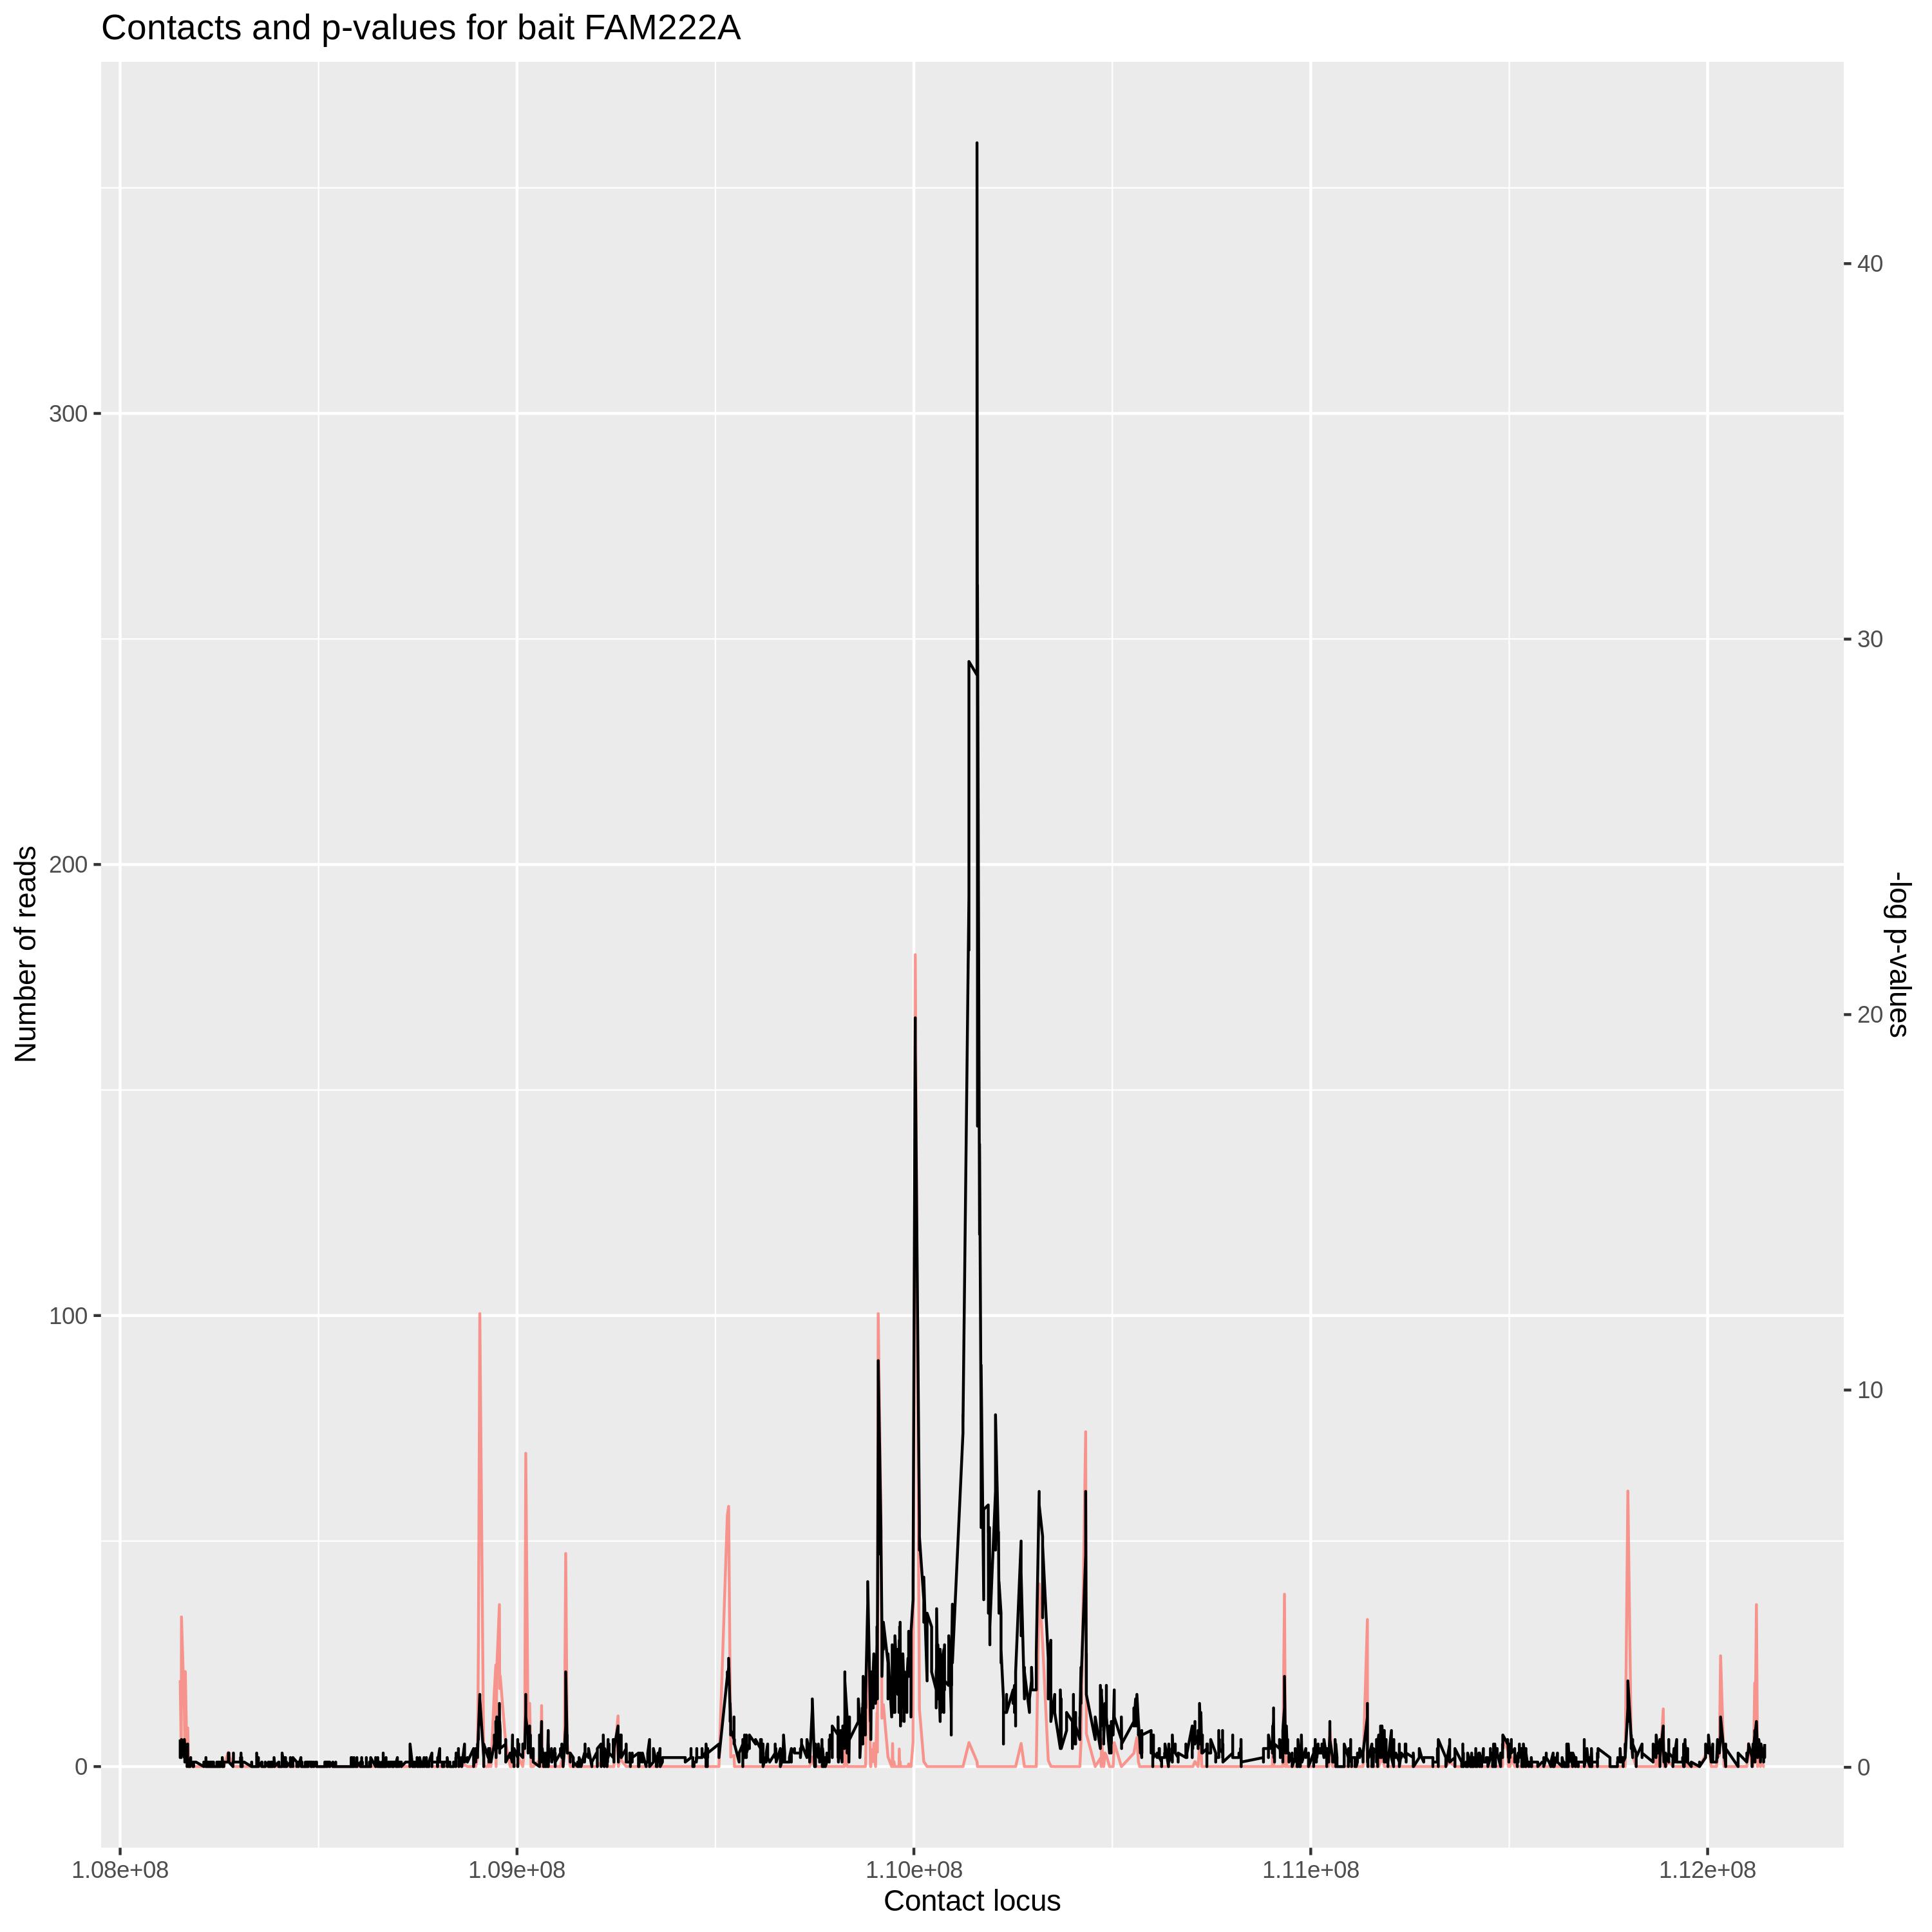 Contacts and p-values for bait FAM222A
Number of reads
300
200
100
0
40
30
20
10
0
-log p-values
1.08e+08 1.09e+08 1.10e+08 1.11e+08 1.12e+08
Contact locus